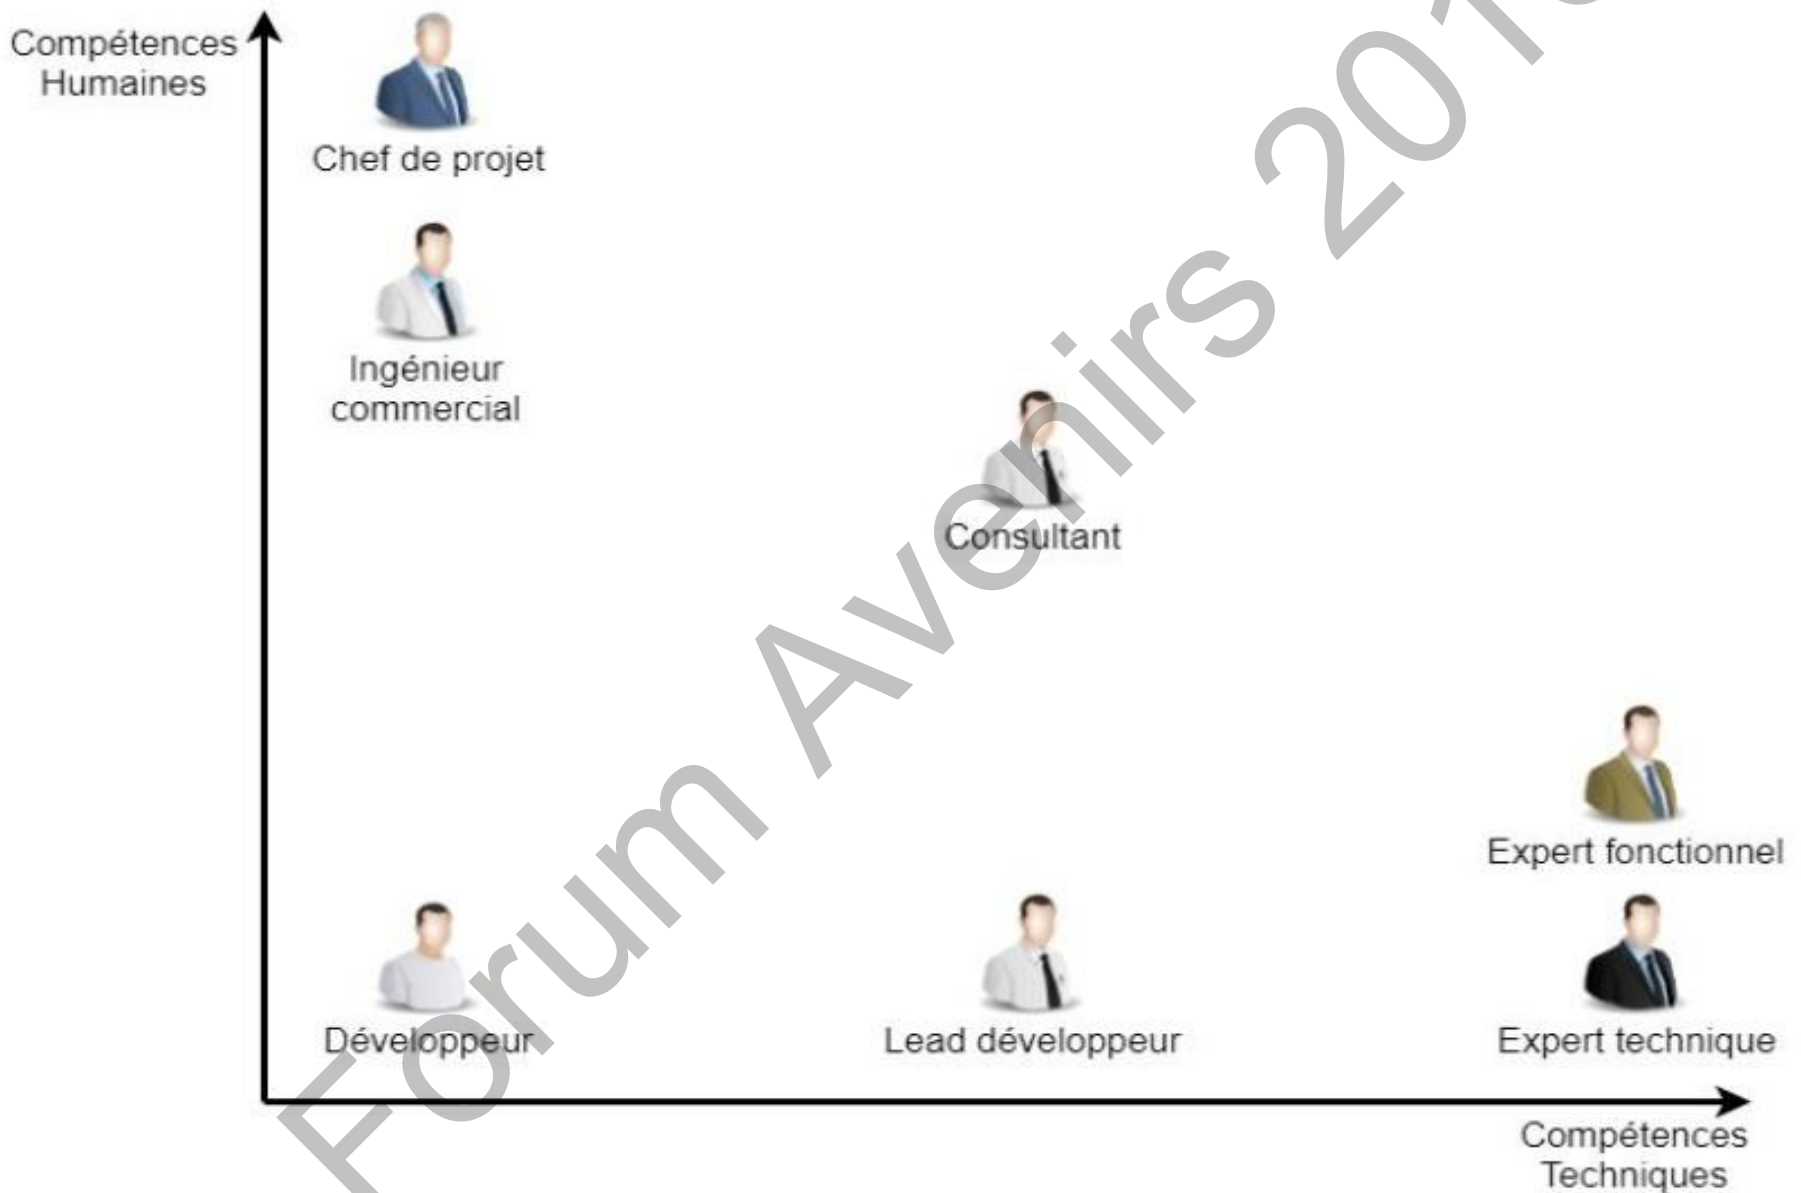 Compétences
Humaines
Chef de projet
Ingénieur
commercial
Consultant
Expert fonctionnel
Développeur
Lead développeur
Expert technique
Compétences
Techniques
Forum Avenirs